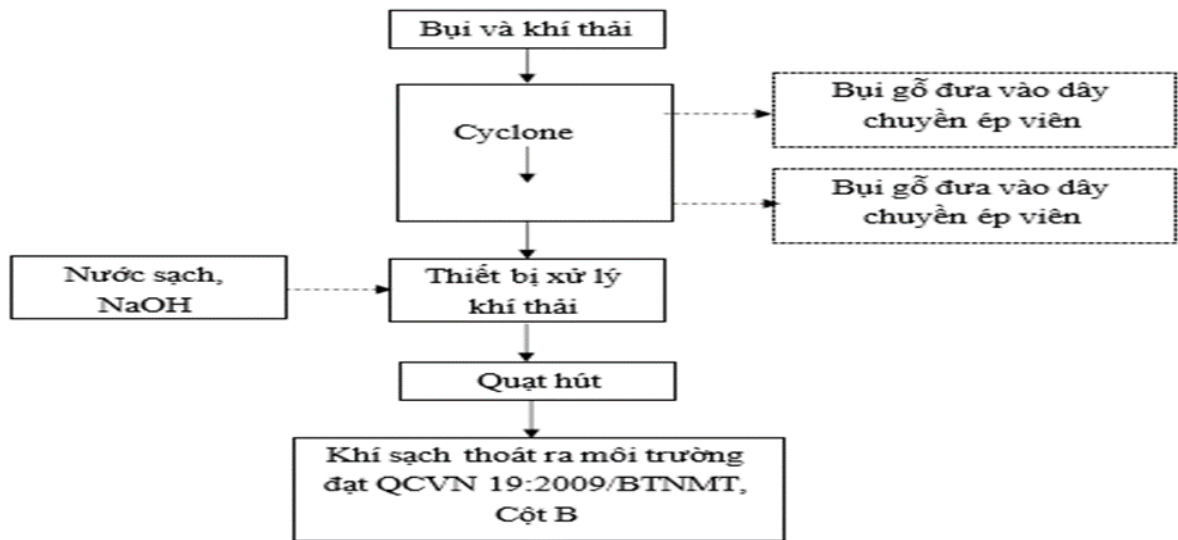 Bụi và khí thải
Cyclone
Bụi gỗ đưa vào dây
chuyền ép viên
Bụi gỗ đưa vào dây
chuyền ép viên
Nước sạch,
NaOH
Thiết bị xử lý
khí thải
Quạt hút
Khí sạch thoát ra môi trường
đạt QCVN 19:2009/BTNMT,
Cột B